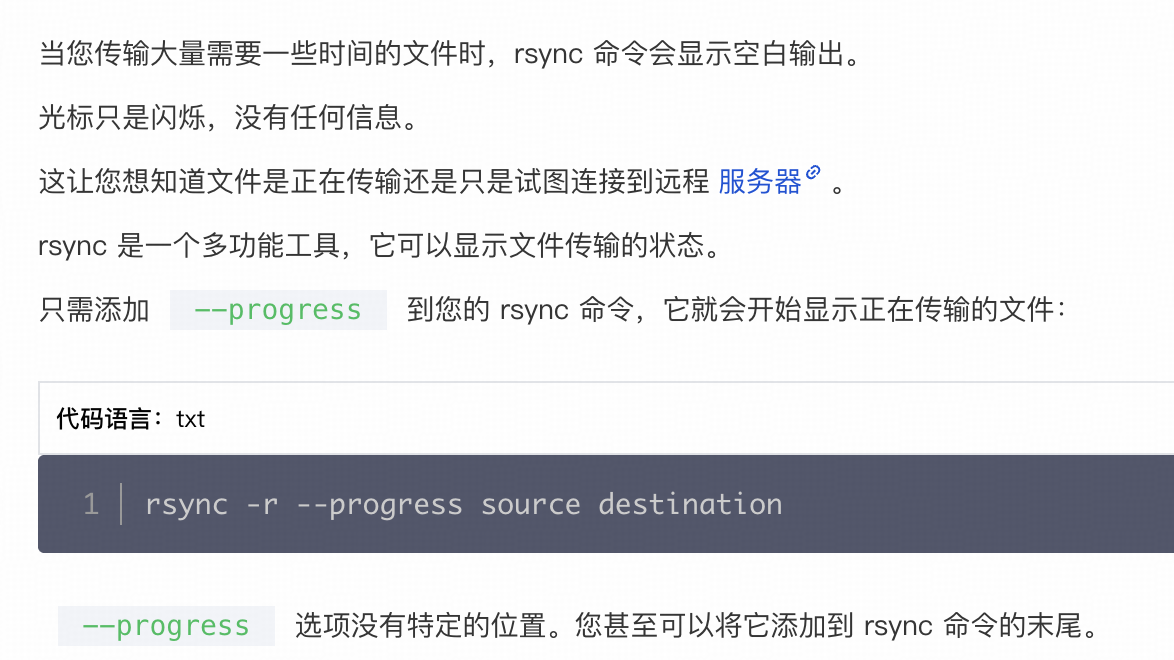 当您传输大量需要一些时间的文件时，rsync 命令会显示空白输出。
光标只是闪烁，没有任何信息。
这让您想知道文件是正在传输还是只是试图连接到远程 服务器 。
rsync 是一个多功能工具，它可以显示文件传输的状态。
只需添加 --progress 到您的 rsync 命令，它就会开始显示正在传输的文件：
代码语言：txt
1 rsync -r --progress source destination
--progress 选项没有特定的位置。您甚至可以将它添加到 rsync 命令的末尾。